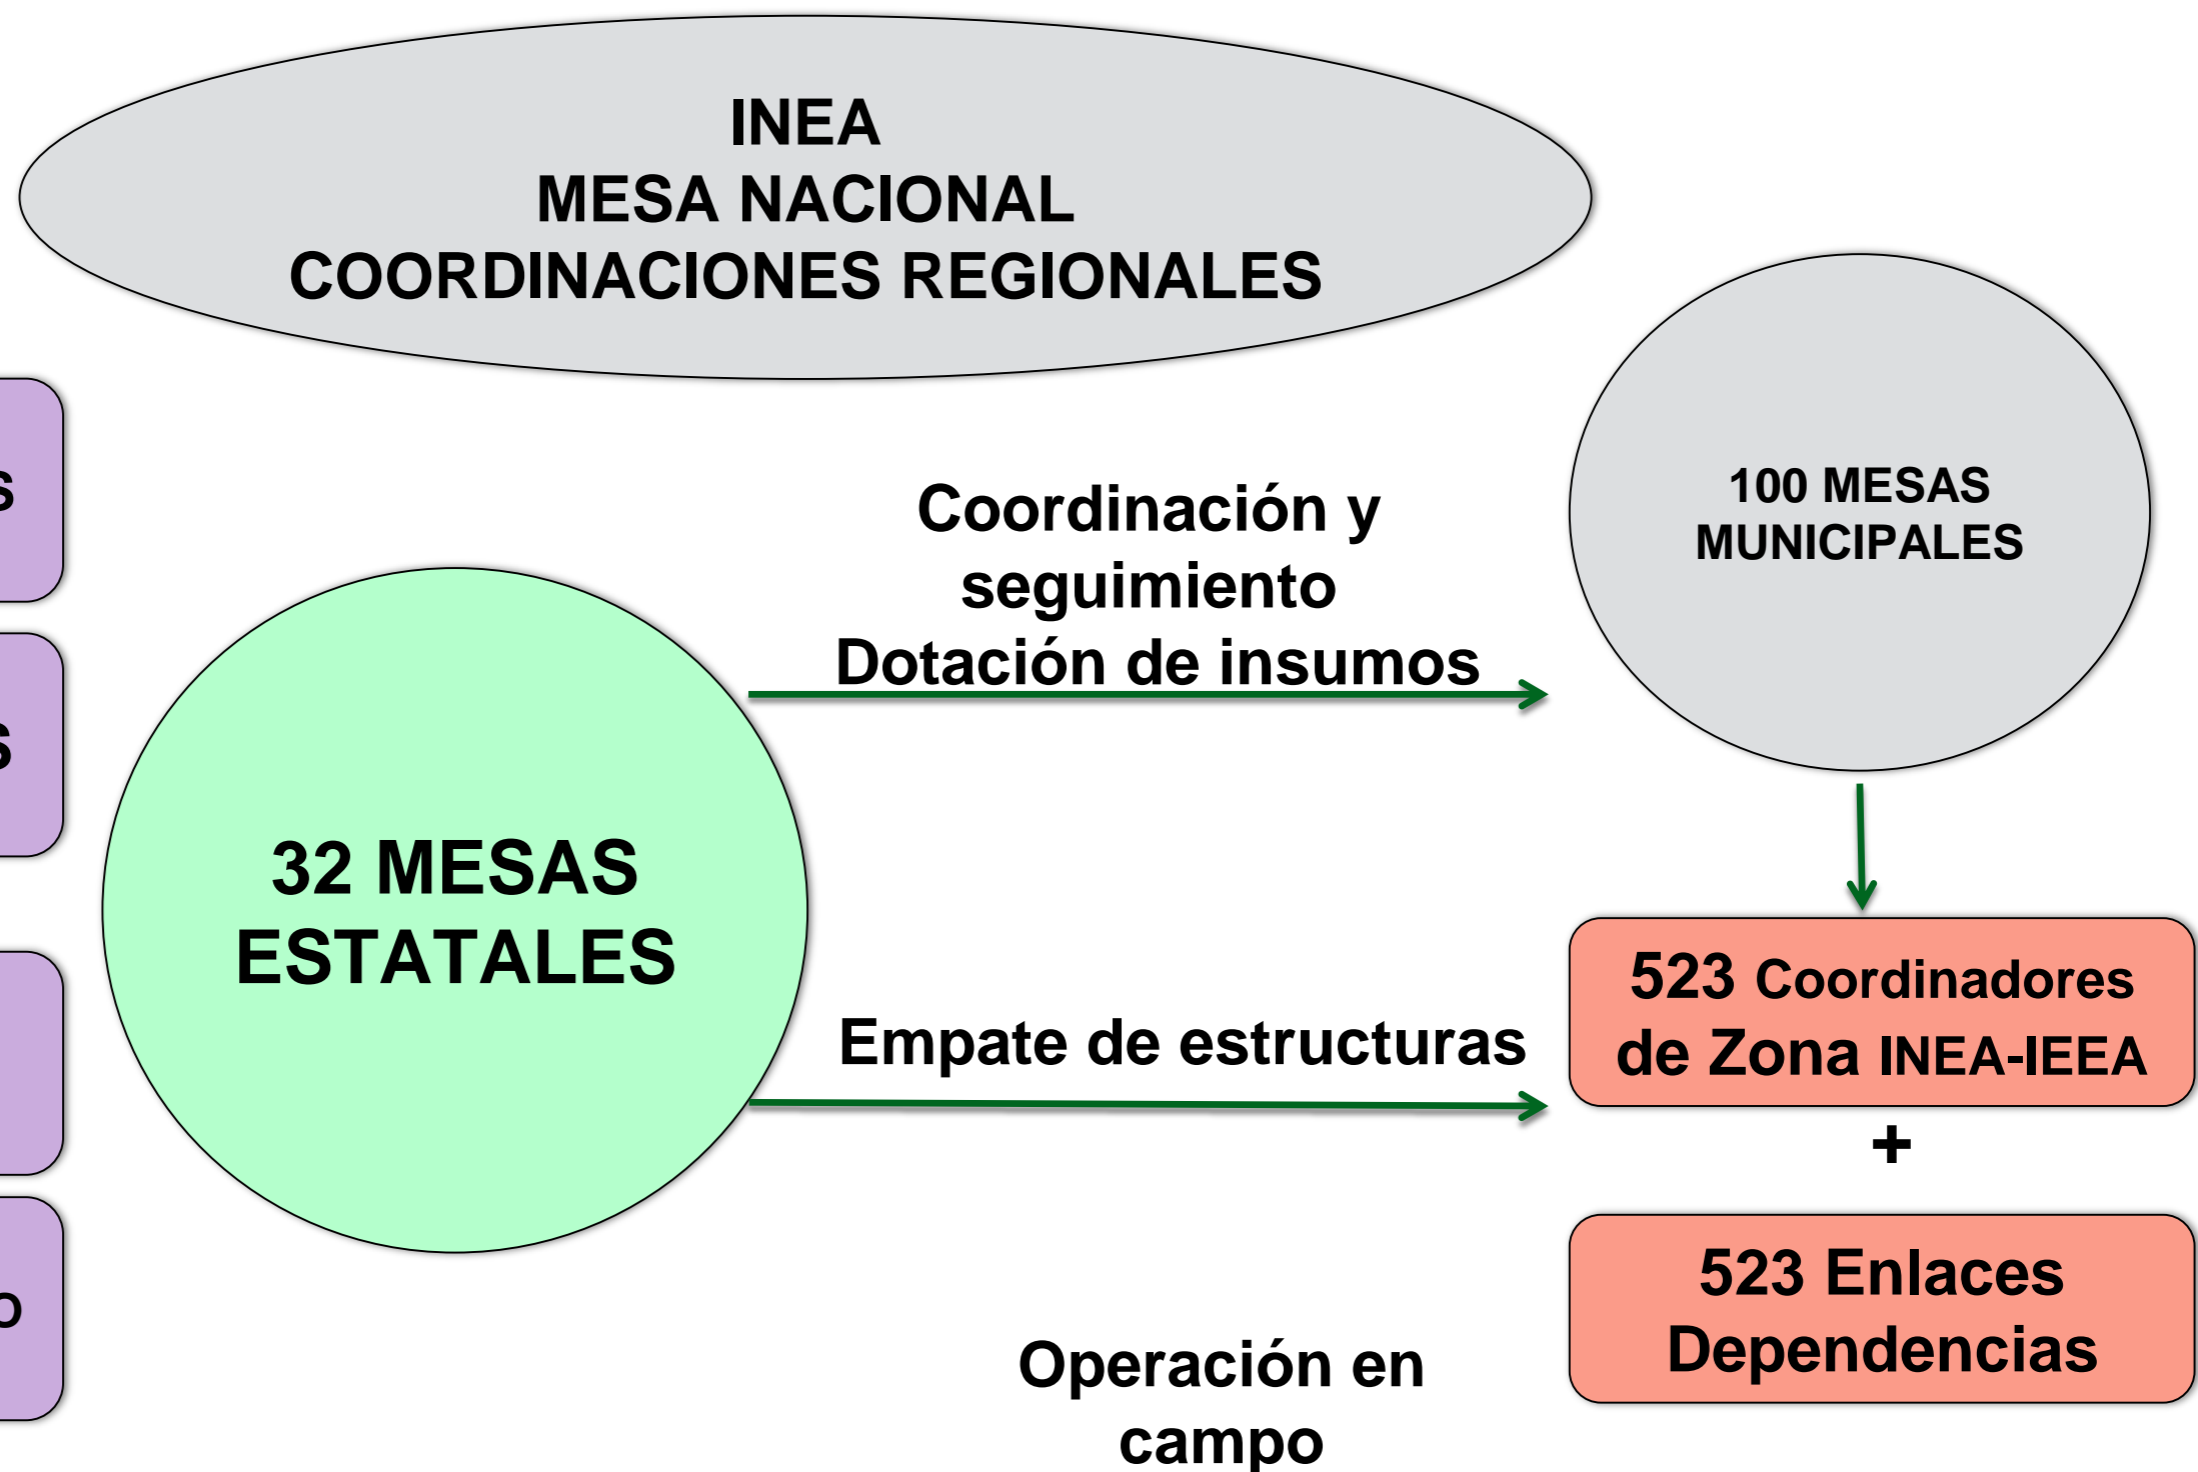 INEA
MESA NACIONAL
COORDINACIONES REGIONALES
100 MESAS
MUNICIPALES
Coordinación y
seguimiento
Dotación de insumos
32 MESAS
ESTATALES
523 Coordinadores
de Zona INEA-IEEA
Empate de estructuras
+
523 Enlaces
Dependencias
Operación en
campo